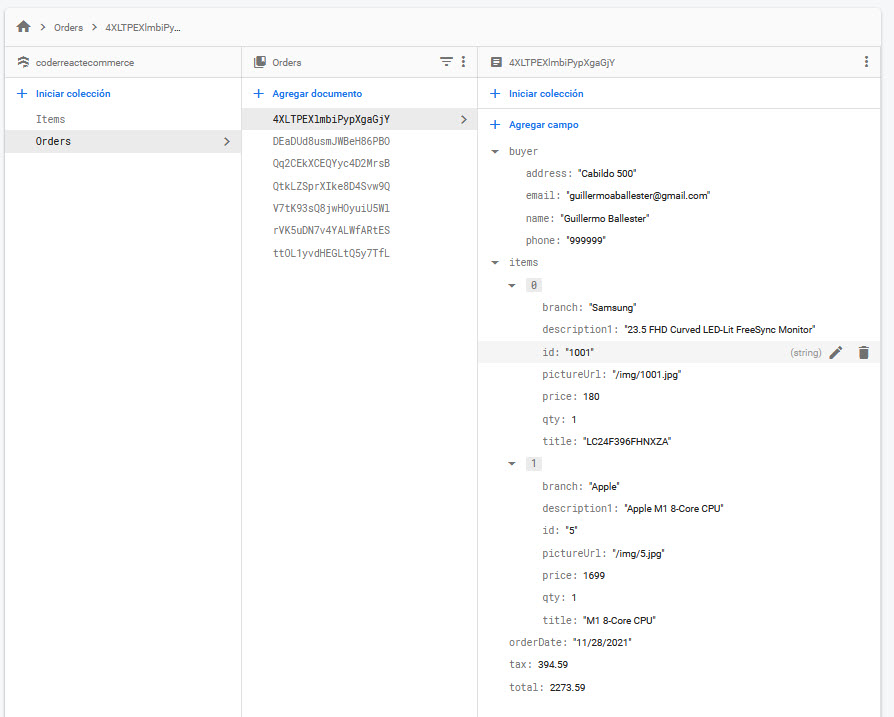 Orders
4XLTPEXlmbiPy...
coderreactecommerce
Iniciar colección
Items
Orders
Orders
Agregar documento
4XLTPEXlmbiPypXgaGjY
DEaDUd8usmJWBeH86PBO
Qq2CEkXCEQYyc4D2MrsB
QtkLZSprXIke8D4Svw9Q
V7tK93sQ8jwHOyuiU5Wl
rVK5uDN7v4YALWfARtES
ttOL1yvdHEGLtQ5y7TfL
4XLTPEXlmbiPypXgaGjY
Iniciar colección
Agregar campo
buyer
address: "Cabildo 500"
email: "guillermoaballester@gmail.com"
name: "Guillermo Ballester"
phone: "999999"
items
0
branch: "Samsung"
description1: "23.5 FHD Curved LED-Lit FreeSync Monitor"
id: "1001" (string)
pictureUrl: "/img/1001.jpg"
price: 180
qty: 1
title: "LC24F396FHNXZA"
1
branch: "Apple"
description1: "Apple M1 8-Core CPU"
id: "5"
pictureUrl: "/img/5.jpg"
price: 1699
qty: 1
title: "M1 8-Core CPU"
orderDate: "11/28/2021"
tax: 394.59
total: 2273.59